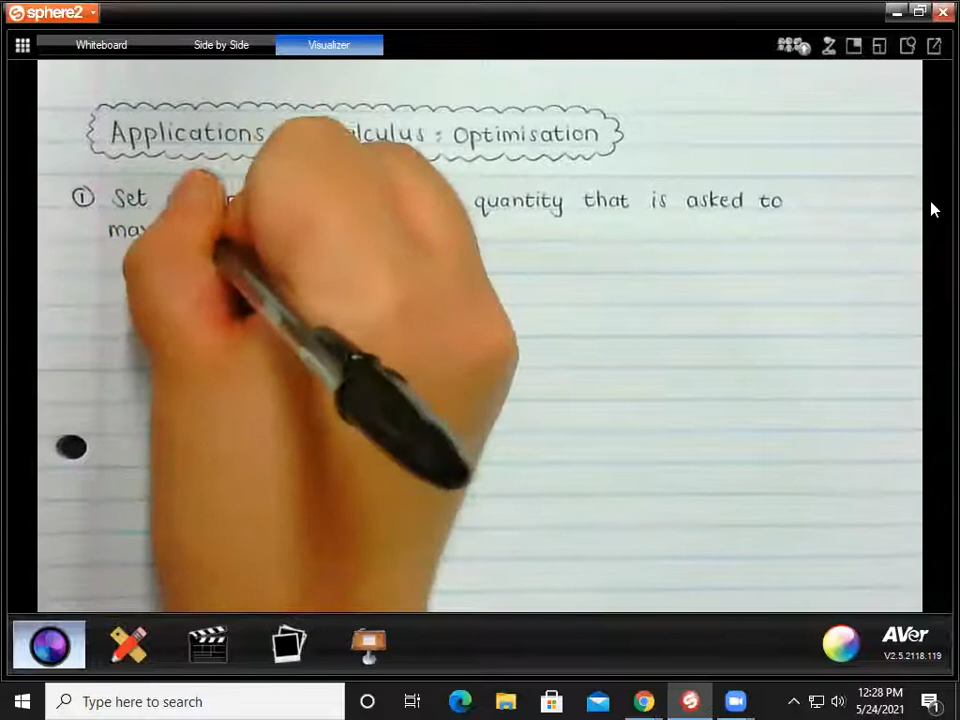 sphere2
Whiteboard
Side by Side
Visualizer
Applications : Optimisation
① Set quantity that is asked to
AVer
V2.5.2118.119
Type here to search
12:28 PM
5/24/2021
1